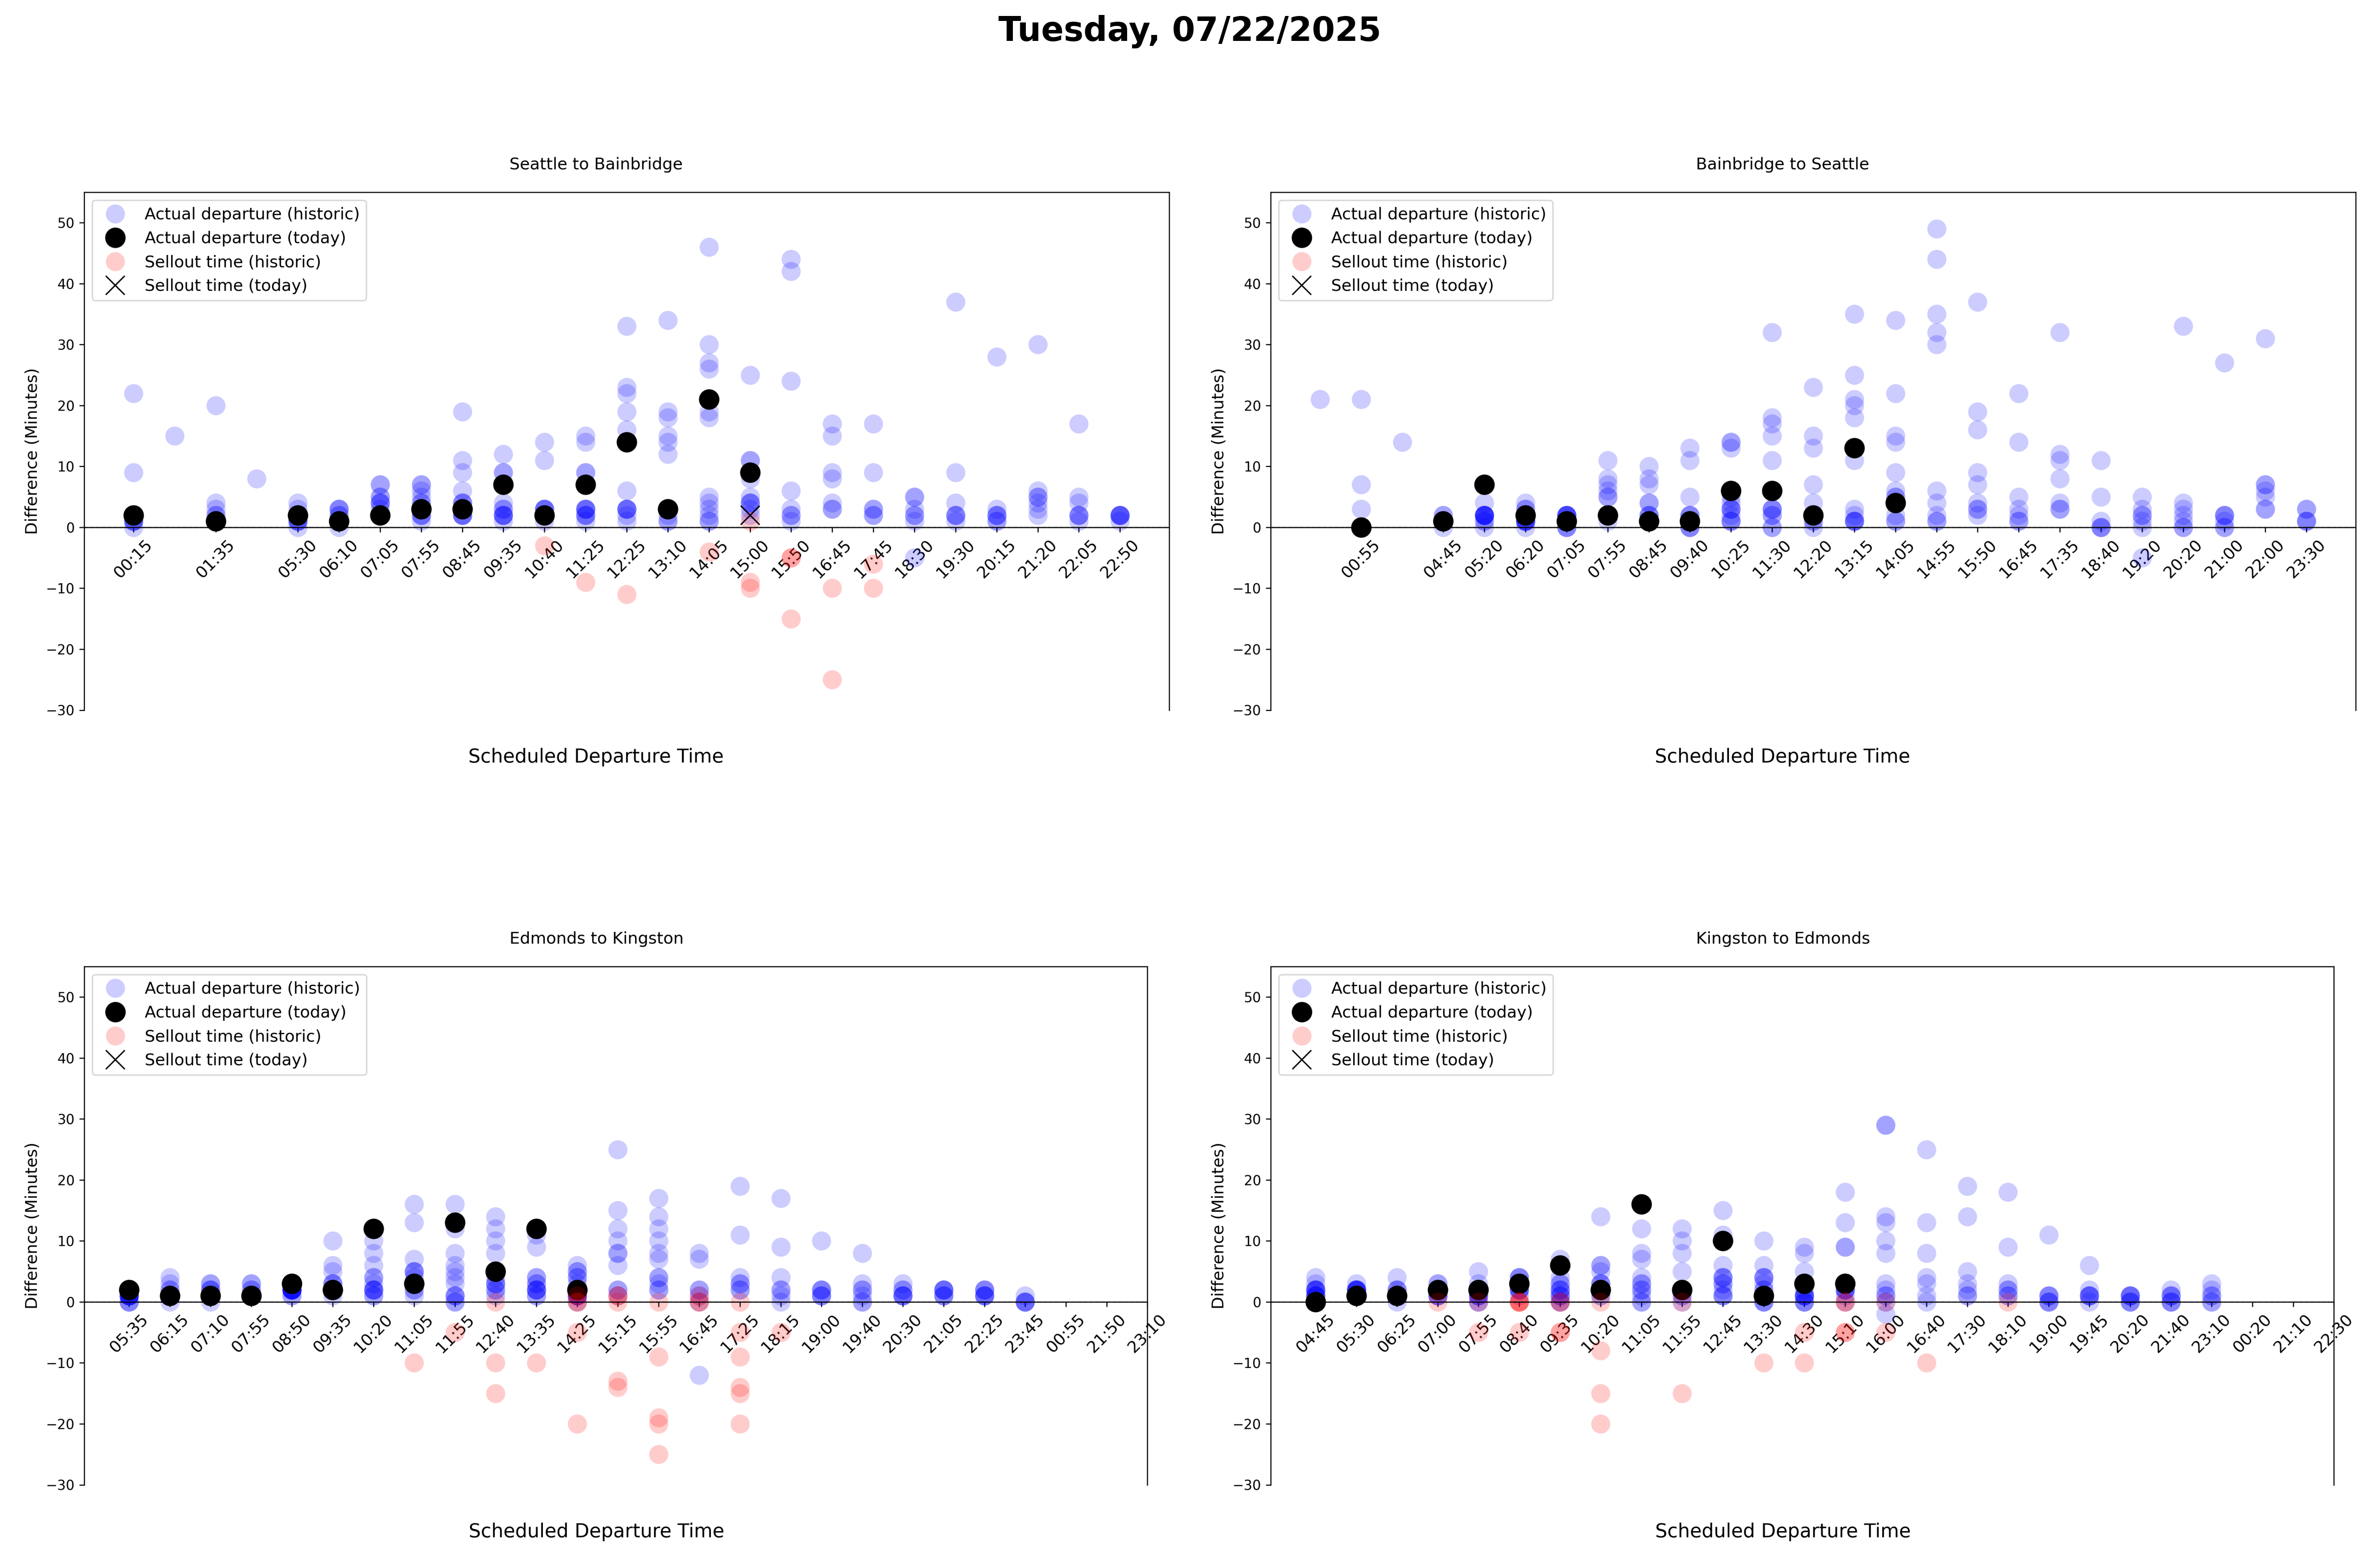 Tuesday, 07/22/2025
Seattle to Bainbridge
Actual departure (historic)
Actual departure (today)
Sellout time (historic)
Sellout time (today)
Difference (Minutes)
50
40
30
20
10
0
−10
−20
−30
00:15 01:35 05:30 06:10 07:05 07:55 08:45 09:35 10:40 11:25 12:25 13:10 14:05 15:00 15:50 16:45 17:45 18:30 19:30 20:15 21:20 22:05 22:50
Scheduled Departure Time
Bainbridge to Seattle
Actual departure (historic)
Actual departure (today)
Sellout time (historic)
Sellout time (today)
Difference (Minutes)
50
40
30
20
10
0
−10
−20
−30
00:55 04:45 05:20 06:20 07:05 07:55 08:45 09:40 10:25 11:30 12:20 13:15 14:05 14:55 15:50 16:45 17:35 18:40 19:20 20:20 21:00 22:00 23:30
Scheduled Departure Time
Edmonds to Kingston
Actual departure (historic)
Actual departure (today)
Sellout time (historic)
Sellout time (today)
Difference (Minutes)
50
40
30
20
10
0
−10
−20
−30
05:35 06:15 07:10 07:55 08:50 09:35 10:20 11:05 11:55 12:40 13:35 14:25 15:15 15:55 16:45 17:25 18:15 19:00 19:40 20:30 21:05 22:25 23:45 00:55 21:50 23:10
Scheduled Departure Time
Kingston to Edmonds
Actual departure (historic)
Actual departure (today)
Sellout time (historic)
Sellout time (today)
Difference (Minutes)
50
40
30
20
10
0
−10
−20
−30
04:45 05:30 06:25 07:00 07:55 08:40 09:35 10:20 11:05 11:55 12:45 13:30 14:30 15:10 16:00 16:40 17:30 18:10 19:00 19:45 20:20 21:40 23:10 00:20 21:10 22:30
Scheduled Departure Time